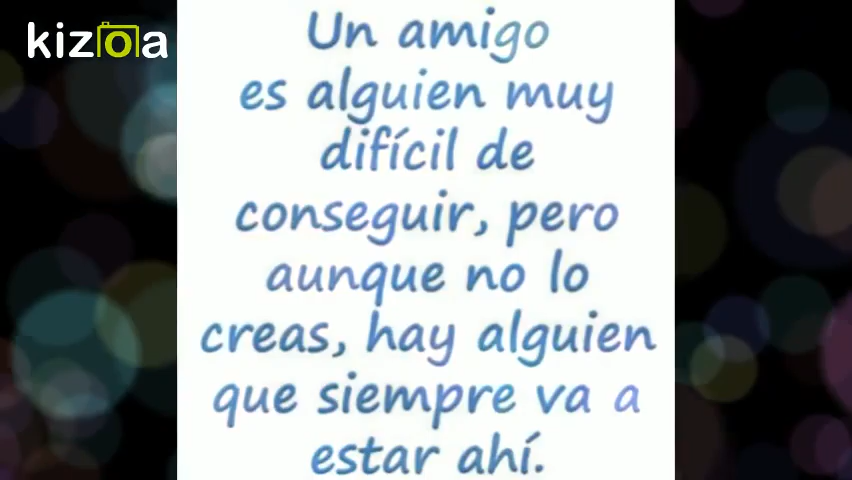 kizoa
Un amigo
es alguien muy
difícil de
conseguir, pero
aunque no lo
creas, hay alguien
que siempre va a
estar ahí.